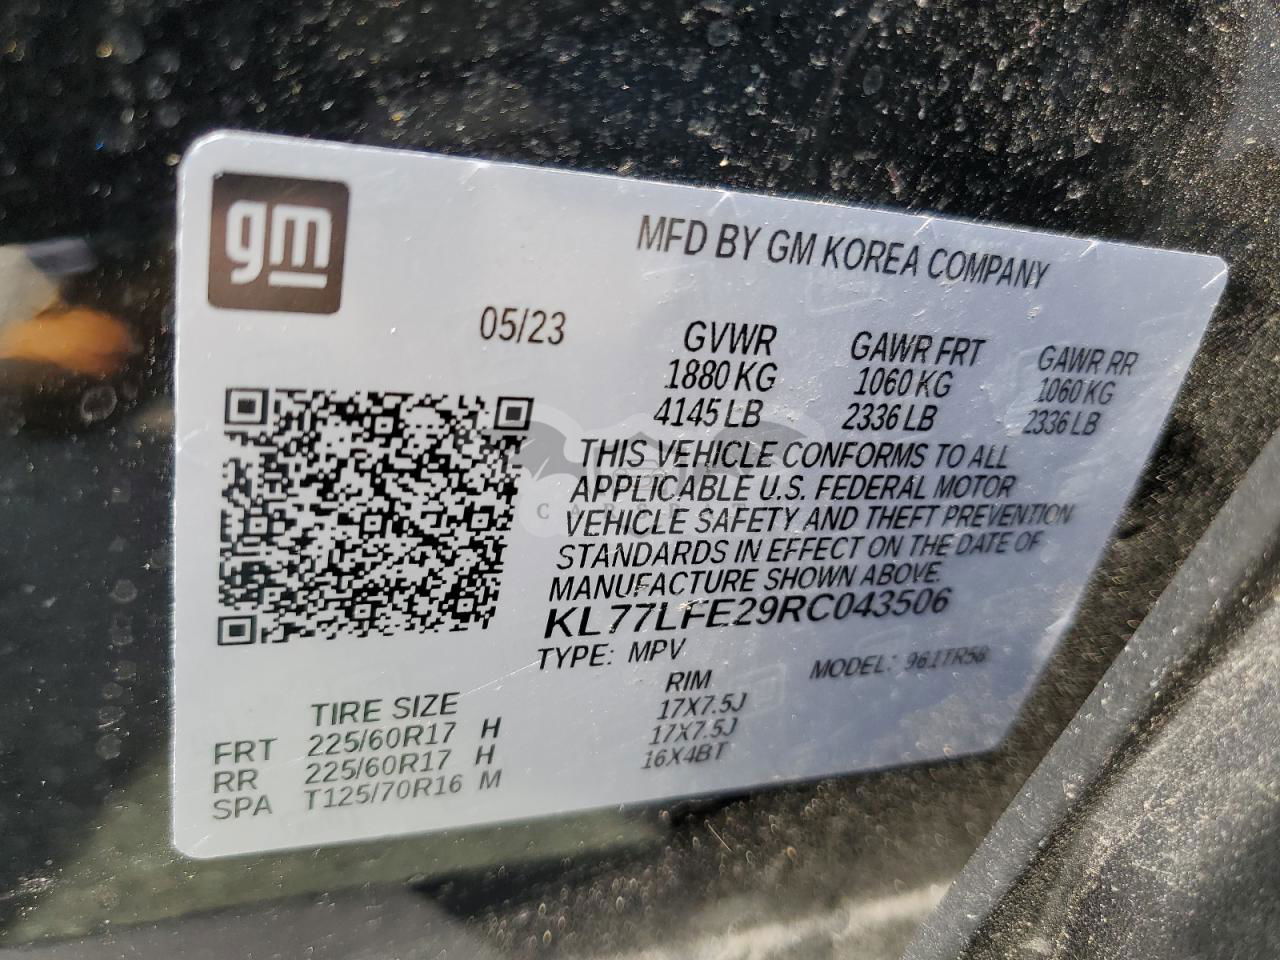 gm
MFD BY GM KOREA COMPANY
05/23
GVWR GAWR FRT GAWR RR
1880 KG 1060 KG 1060 KG
4145 LB 2336 LB 2336 LB
THIS VEHICLE CONFORMS TO ALL
APPLICABLE U.S. FEDERAL MOTOR
VEHICLE SAFETY AND THEFT PREVENTION
STANDARDS IN EFFECT ON THE DATE OF
MANUFACTURE SHOWN ABOVE.
KL77LFE29RC043506
TYPE: MPV MODEL: 961TR58
TIRE SIZE RIM
FRT 225/60R17 H 17X7.5J
RR 225/60R17 H 17X7.5J
SPA T125/70R16 M 16X4BT